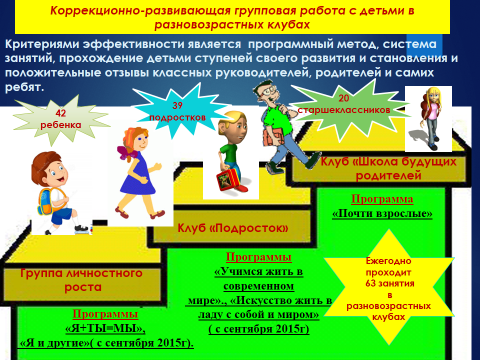 Коррекционно-развивающая групповая работа с детьми в
разновозрастных клубах
Критериями эффективности является программный метод, система
занятий, прохождение детьми ступеней своего развития и становления и
положительные отзывы классных руководителей, родителей и самих
ребят.
42
ребенка
39
подростков
20
старшеклассников
Клуб «Школа будущих
родителей
Программа
«Почти взрослые»
Клуб «Подросток»
Программы
«Учимся жить в
современном
мире»., «Искусство жить в
ладу с собой и миром»
( с сентября 2015г)
Группа личностного
роста
Программы
«Я+ТЫ=МЫ»,
«Я и другие»( с сентября 2015г).
Ежегодно
проходит
63 занятия
в
разновозрастных
клубах